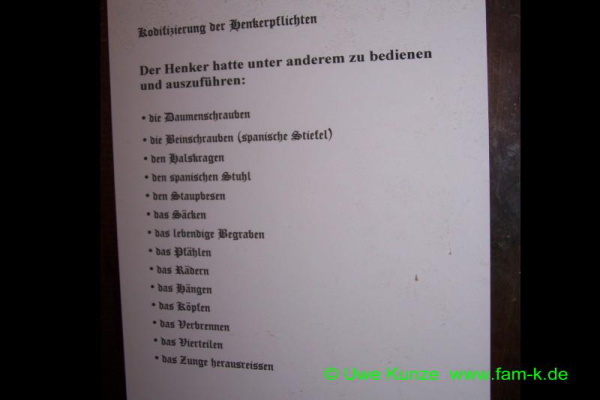 Kodifizierung der Henkerpflichten
Der Henker hatte unter anderem zu bedienen
und auszuführen:
• die Daumenschrauben
• die Beinschrauben (spanische Stiefel)
• den Halskragen
• den spanischen Stuhl
• den Staupbesen
• das Säcken
• das lebendige Begraben
• das Pfählen
• das Rädern
• das Hängen
• das Köpfen
• das Verbrennen
• das Vierteilen
• das Zunge herausreissen
© Uwe Kunze www.fam-k.de